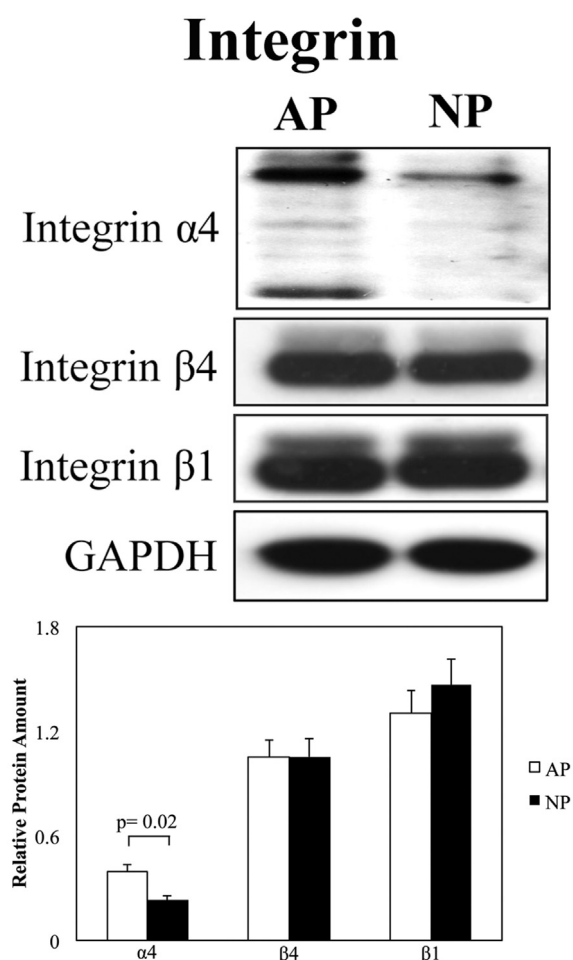 Integrin
AP NP
Integrin α4
Integrin β4
Integrin β1
GAPDH
Relative Protein Amount
1.8
1.2
0.6
0
p= 0.02
α4 β4 β1
AP
NP